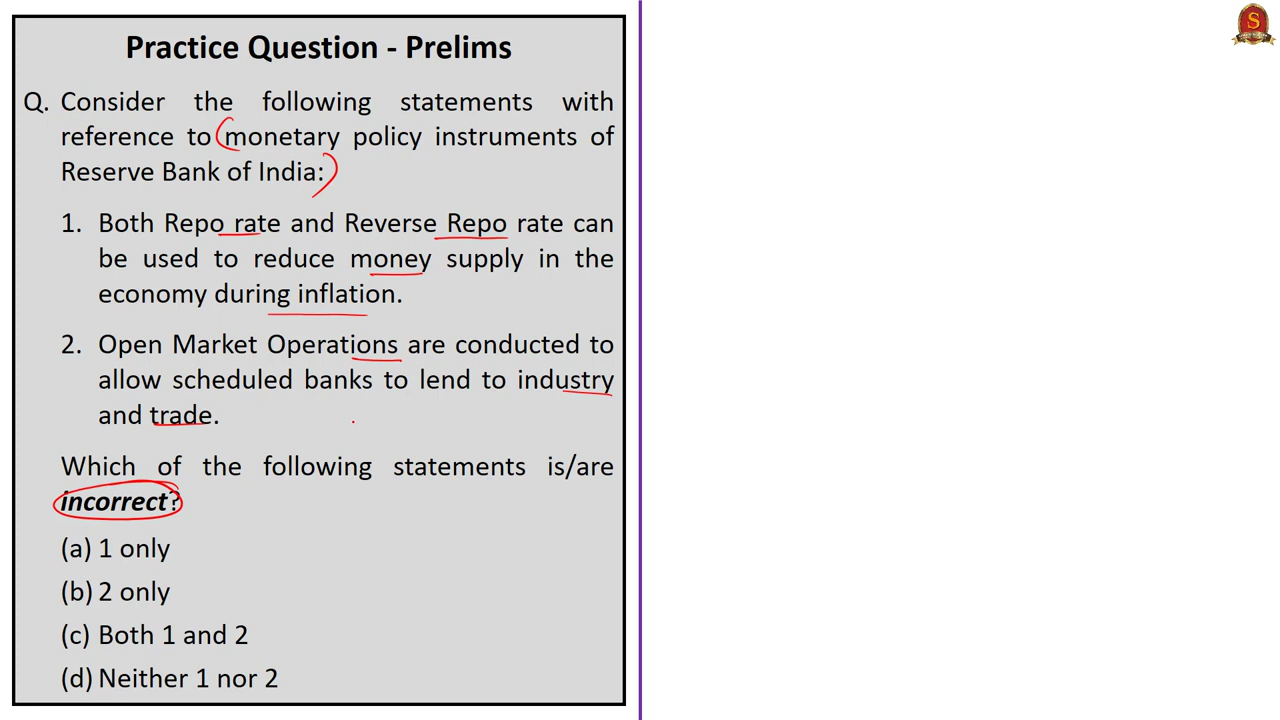 Practice Question - Prelims
Q. Consider the following statements with
reference to monetary policy instruments of
Reserve Bank of India:
1. Both Repo rate and Reverse Repo rate can
be used to reduce money supply in the
economy during inflation.
2. Open Market Operations are conducted to
allow scheduled banks to lend to industry
and trade.
Which of the following statements is/are
incorrect?
(a) 1 only
(b) 2 only
(c) Both 1 and 2
(d) Neither 1 nor 2
S